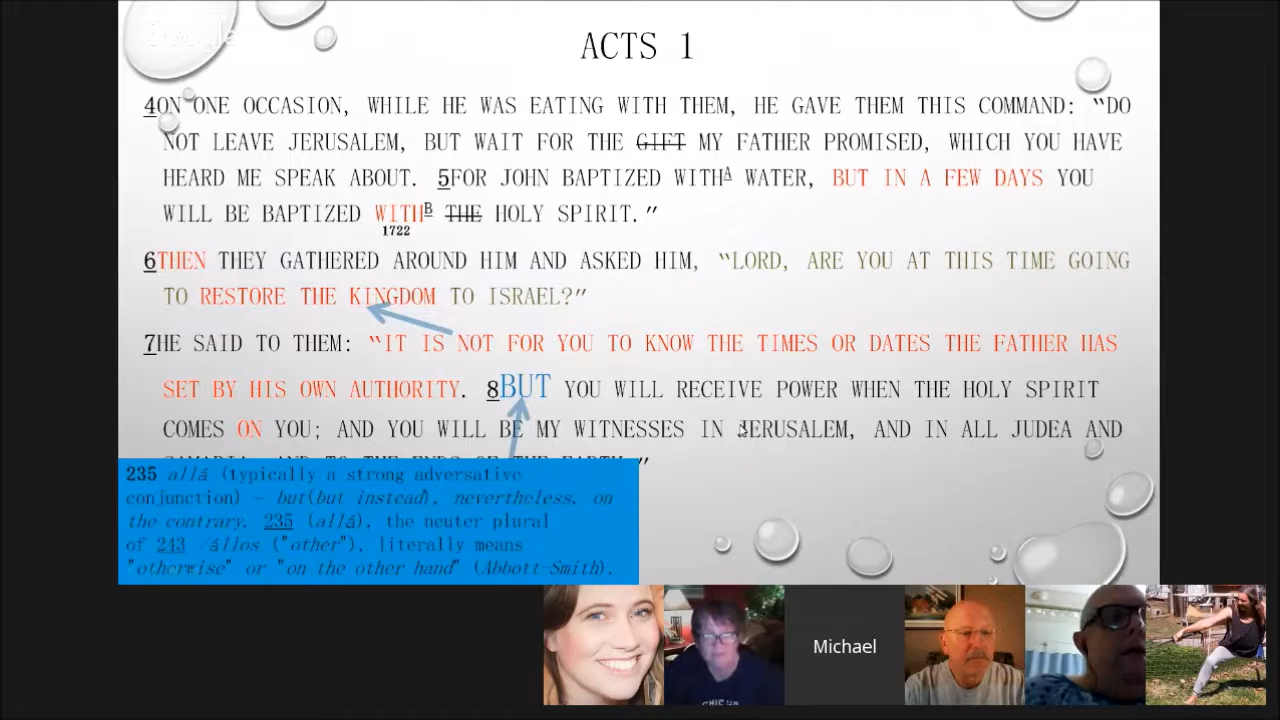 ACTS 1
4ON ONE OCCASION, WHILE HE WAS EATING WITH THEM, HE GAVE THEM THIS COMMAND: “DO
NOT LEAVE JERUSALEM, BUT WAIT FOR THE GIFT MY FATHER PROMISED, WHICH YOU HAVE
HEARD ME SPEAK ABOUT. 5FOR JOHN BAPTIZED WITHA WATER, BUT IN A FEW DAYS YOU
WILL BE BAPTIZED WITHB THE HOLY SPIRIT.”
1722
6THEN THEY GATHERED AROUND HIM AND ASKED HIM, “LORD, ARE YOU AT THIS TIME GOING
TO RESTORE THE KINGDOM TO ISRAEL?”
7HE SAID TO THEM: “IT IS NOT FOR YOU TO KNOW THE TIMES OR DATES THE FATHER HAS
SET BY HIS OWN AUTHORITY. 8BUT YOU WILL RECEIVE POWER WHEN THE HOLY SPIRIT
COMES ON YOU; AND YOU WILL BE MY WITNESSES IN JERUSALEM, AND IN ALL JUDEA AND
SAMARIA, AND TO THE ENDS OF THE EARTH.”
235 allá (typically a strong adversative
conjunction) – but(but instead), nevertheless, on
the contrary. 235 (allá), the neuter plural
of 243 /állos ("other"), literally means
"otherwise" or "on the other hand" (Abbott-Smith).
Michael